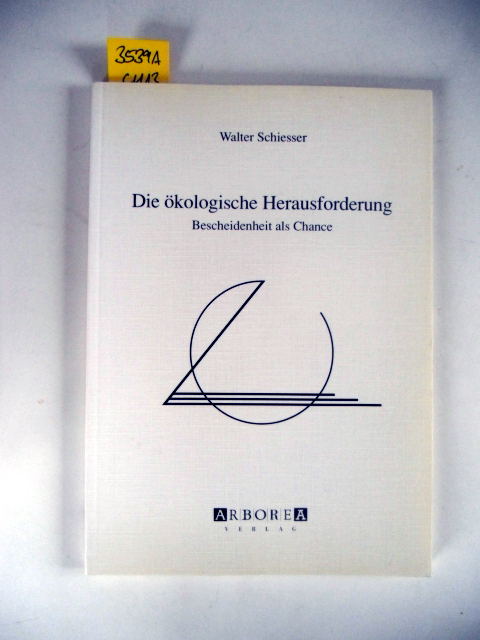 3539A
Walter Schiesser
Die ökologische Herausforderung
Bescheidenheit als Chance
ARBOREA
VERLAG